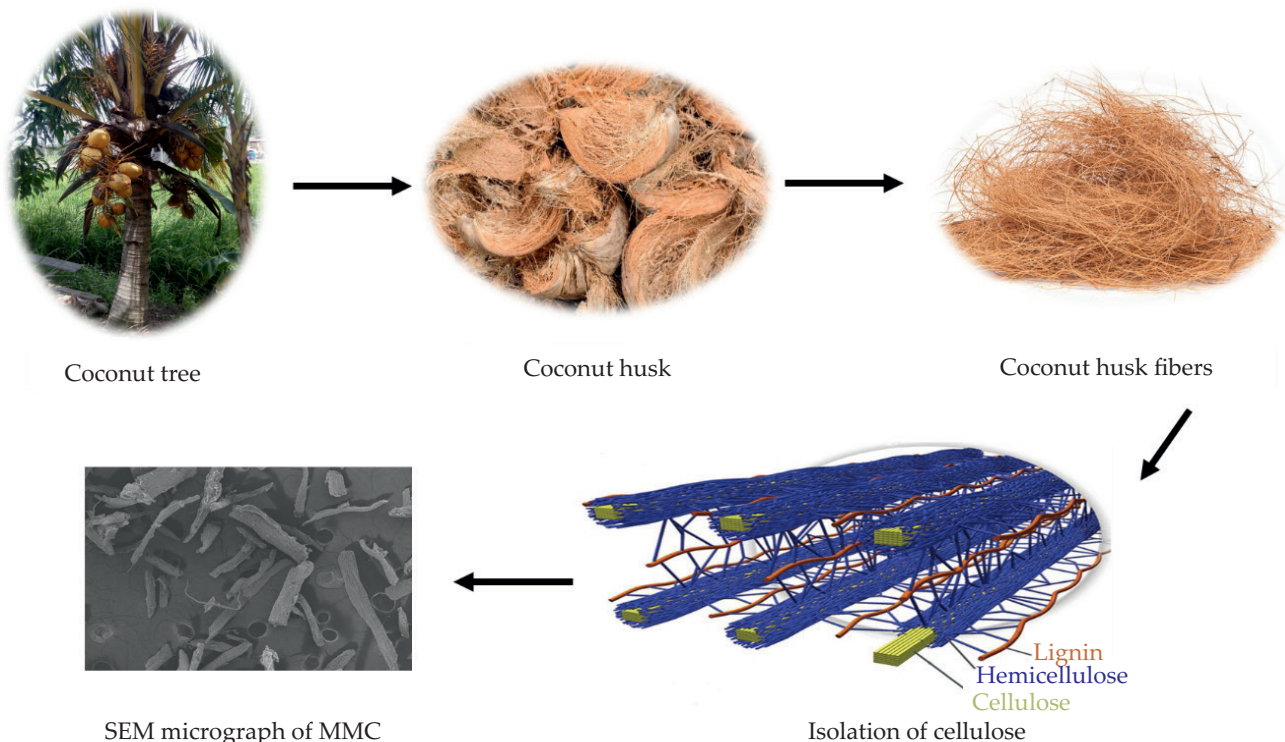 Coconut tree
Coconut husk
Coconut husk fibers
Lignin
Hemicellulose
Cellulose
SEM micrograph of MMC
Isolation of cellulose